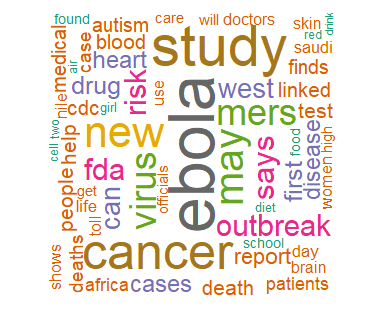 found
autism
care
will
doctors
skin
red
drink
medical
case
blood
study
saudi
air
nile
drug
heart
risk
west
finds
linked
cdc
girl
use
mers
test
help
new
ebola
may
says
first
food
women
high
disease
cell
two
people
fda
can
virus
officials
get
life
toll
diet
outbreak
deaths
cancer
school
report
day
brain
shows
africa
cases
death
patients